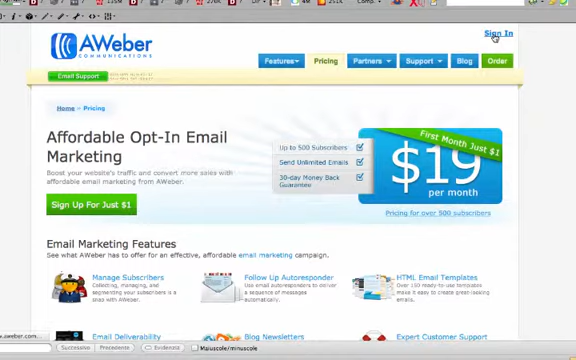 Sign In
AWeber
COMMUNICATIONS
Features
Pricing
Partners
Support
Blog
Order
Email Support
Home > Pricing
Affordable Opt-In Email
Marketing
Boost your website's traffic and convert more sales with
affordable email marketing from AWeber.
Sign Up For Just $1
Up to 500 Subscribers
Send Unlimited Emails
30-day Money Back
Guarantee
First Month Just $1
$19
per month
Pricing for over 500 subscribers
Email Marketing Features
See what AWeber has to offer for an effective, affordable email marketing campaign.
Manage Subscribers
Collecting, managing, and
segmenting your subscribers is a
snap with AWeber.
Follow Up Autoresponder
Use email autoresponders to
delivery of messages
automatically.
HTML Email Templates
Over 150 ready-to-use templates
make it easy to create great-looking
emails.
Email Deliverability
Blog Newsletters
Expert Customer Support
w.aweber.com...
Successivo
Precedente
Evidenzia
Maiuscole/minuscole